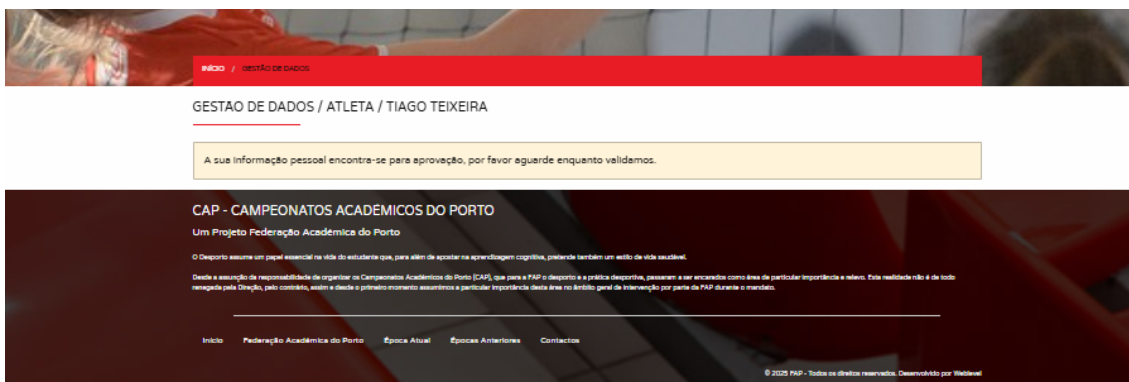 INÍCIO / GESTÃO DE DADOS
GESTÃO DE DADOS / ATLETA / TIAGO TEIXEIRA
A sua informação pessoal encontra-se para aprovação, por favor aguarde enquanto validamos.
CAP - CAMPEONATOS ACADÉMICOS DO PORTO
Um Projeto Federação Académica do Porto
O Desporto assume um papel essencial na vida do estudante que, para além de apostar na aprendizagem cognitiva, pretende também um estilo de vida saudável.
Desde a assunção da responsabilidade de organizar os Campeonatos Académicos do Porto (CAP), que para a FAP o desporto e a prática desportiva, passaram a ser encarados como área de particular importância e relevo. Esta realidade não é de todo
renegada pela Direção, pelo contrário, assim e desde o primeiro momento assumimos a particular importância desta área no âmbito geral de intervenção por parte da FAP durante o mandato.
Início Federação Académica do Porto Época Atual Épocas Anteriores Contactos
© 2025 FAP - Todos os direitos reservados. Desenvolvido por Weblevel